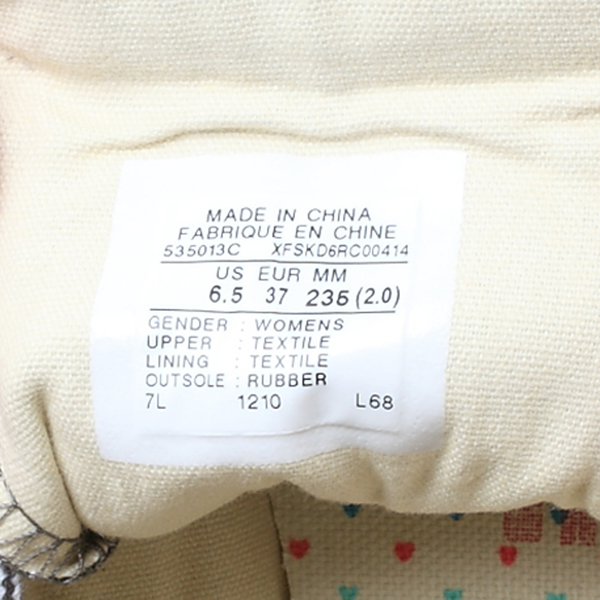 MADE IN CHINA
FABRIQUE EN CHINE
535013C XFSKD6RC00414
US EUR MM
6.5 37 235 (2.0)
GENDER : WOMENS
UPPER : TEXTILE
LINING : TEXTILE
OUTSOLE : RUBBER
7L 1210 L68